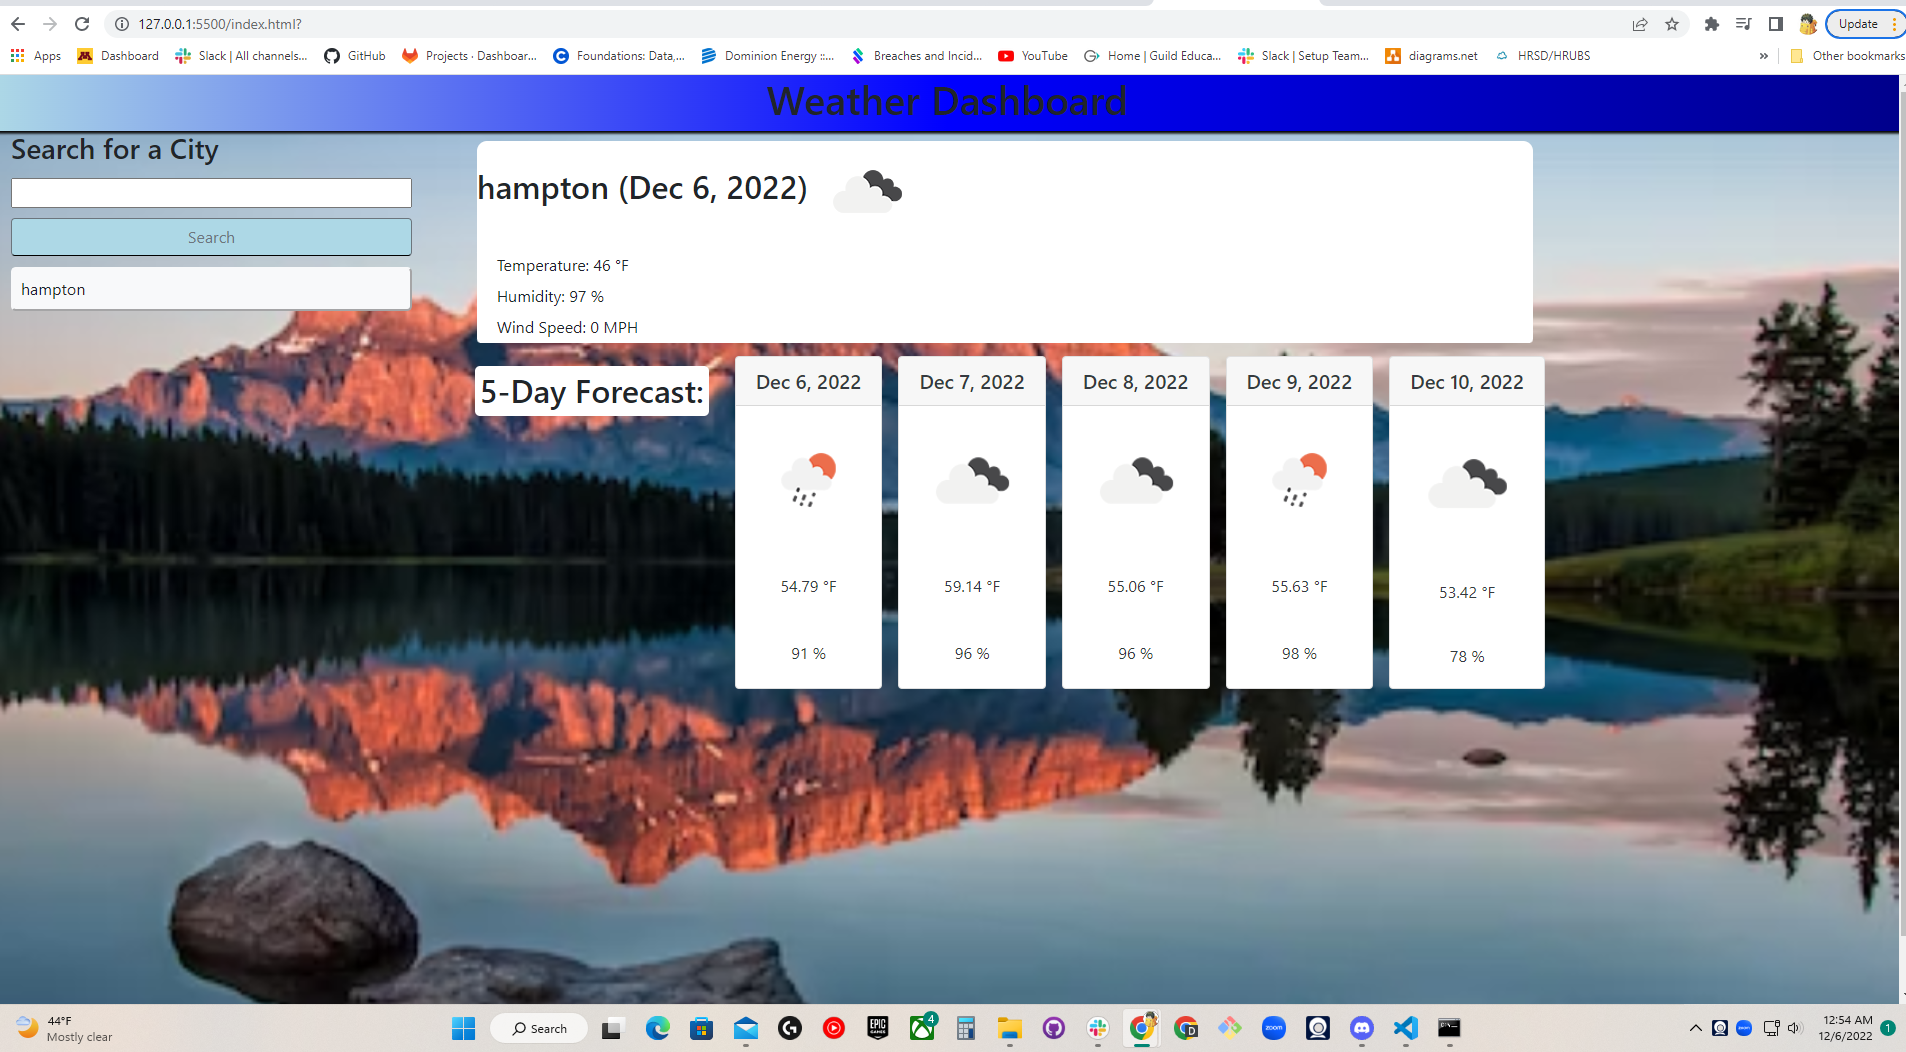 127.0.0.1:5500/index.html?
Update
Apps
Dashboard
Slack | All channels...
GitHub
Projects · Dashboar...
Foundations: Data,...
Dominion Energy ::...
Breaches and Incid...
YouTube
Home | Guild Educa...
Slack | Setup Team...
diagrams.net
HRSD/HRUBS
»
Other bookmarks
Weather Dashboard
Search for a City
Search
hampton
hampton (Dec 6, 2022)
Temperature: 46 °F
Humidity: 97 %
Wind Speed: 0 MPH
5-Day Forecast:
Dec 6, 2022
54.79 °F
91 %
Dec 7, 2022
59.14 °F
96 %
Dec 8, 2022
55.06 °F
96 %
Dec 9, 2022
55.63 °F
98 %
Dec 10, 2022
53.42 °F
78 %
44°F
Mostly clear
Search
EPIC
GAMES
4
D
zoom
12:54 AM
12/6/2022
1